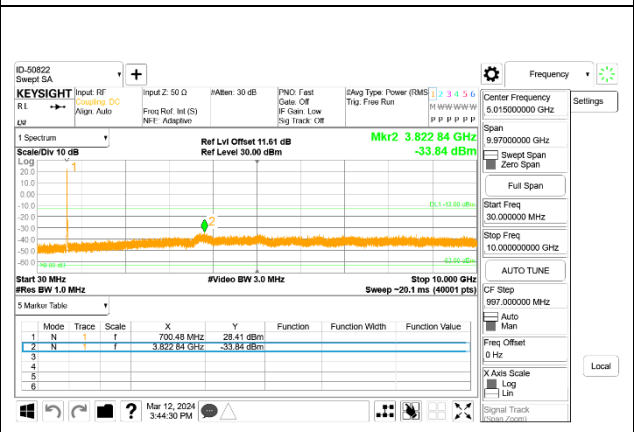 ID-50822
Swept SA
+
Frequency
KEYSIGHT
Input: RF
Input Z: 50 Ω
#Atten: 30 dB
PNO: Fast
#Avg Type: Power (RMS
1 2 3 4 5 6
RL
Coupling: DC
Gate: Off
Trig: Free Run
Align: Auto
Freq Ref: Int (S)
IF Gain: Low
M W W W W W
NFE: Adaptive
Sig Track: Off
P P P P P P
Center Frequency
5.015000000 GHz
Settings
1 Spectrum
Ref Lvl Offset 11.61 dB
Mkr2 3.822 84 GHz
Span
9.97000000 GHz
Scale/Div 10 dB
Ref Level 30.00 dBm
-33.84 dBm
Swept Span
Zero Span
Log
1
20.0
10.0
0.00
-10.0
DL1 -13.00 dBm
-20.0
2
-30.0
-40.0
-50.0
-60.0
Full Span
Start Freq
30.000000 MHz
Stop Freq
10.000000000 GHz
AUTO TUNE
Start 30 MHz
#Video BW 3.0 MHz
Stop 10.000 GHz
#Res BW 1.0 MHz
Sweep ~20.1 ms (40001 pts)
CF Step
997.000000 MHz
Auto
Man
5 Marker Table
Mode Trace Scale X Y Function Function Width Function Value
1 N 1 f 700.48 MHz 28.41 dBm
2 N 1 f 3.822 84 GHz -33.84 dBm
3
4
5
6
Freq Offset
0 Hz
X Axis Scale
Log
Lin
Local
Signal Track
(Span Zoom)
?
Mar 12, 2024
3:44:30 PM